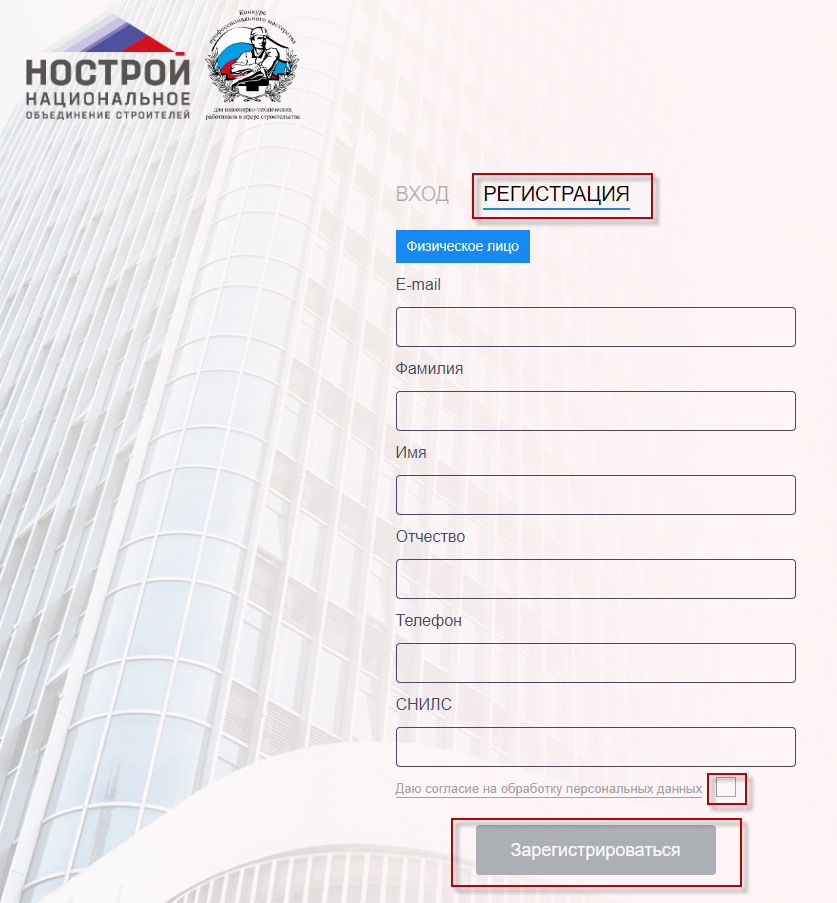 Конкурс
профессионального мастерства
НОСТРОЙ
НАЦИОНАЛЬНОЕ
ОБЪЕДИНЕНИЕ СТРОИТЕЛЕЙ
для инженерно-технических
работников в сфере строительства
ВХОД
РЕГИСТРАЦИЯ
Физическое лицо
E-mail
Фамилия
Имя
Отчество
Телефон
СНИЛС
Даю согласие на обработку персональных данных
Зарегистрироваться